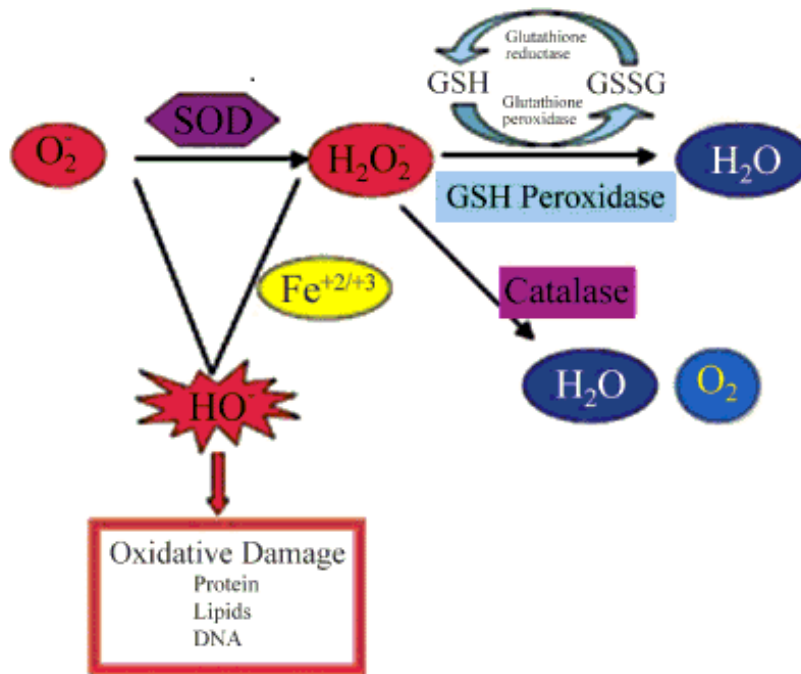 Glutathione
reductase
GSH
GSSG
Glutathione
peroxidase
SOD
O₂⁻
H₂O₂⁻
H₂O
GSH Peroxidase
Fe⁺²/⁺³
Catalase
H₂O
O₂
HO⁻
Oxidative Damage
Protein
Lipids
DNA